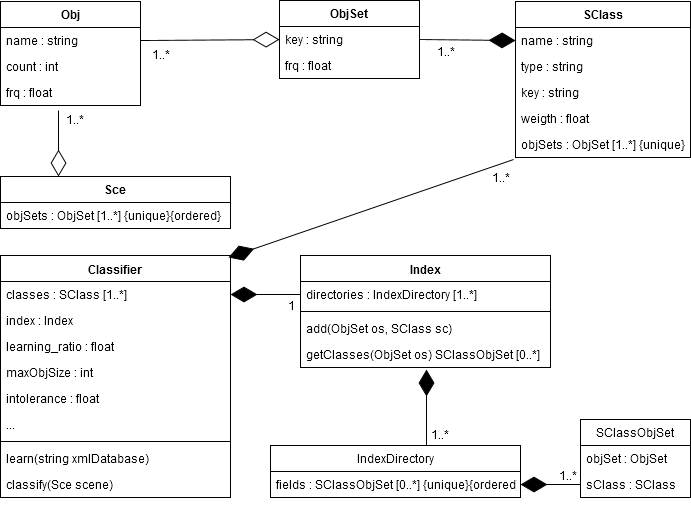 Obj
name : string
count : int
frq : float
1..*
1..*
ObjSet
key : string
frq : float
1..*
SClass
name : string
type : string
key : string
weigth : float
objSets : ObjSet [1..*] {unique}
1..*
Sce
objSets : ObjSet [1..*] {unique}{ordered}
Classifier
classes : SClass [1..*]
index : Index
learning_ratio : float
maxObjSize : int
intolerance : float
...
learn(string xmlDatabase)
classify(Sce scene)
1
Index
directories : IndexDirectory [1..*]
add(ObjSet os, SClass sc)
getClasses(ObjSet os) SClassObjSet [0..*]
1..*
IndexDirectory
fields : SClassObjSet [0..*] {unique}{ordered
1..*
SClassObjSet
objSet : ObjSet
sClass : SClass